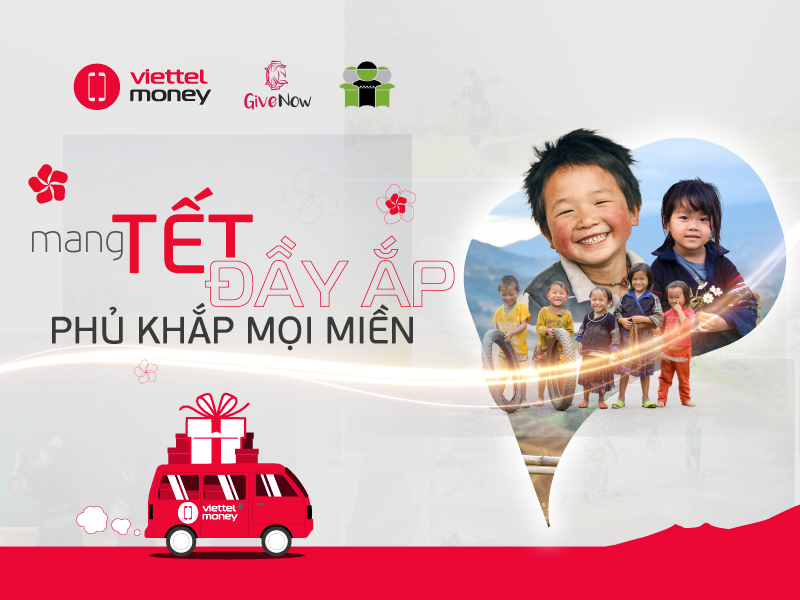 viettel
money
GiveNow
mang TẾT
ĐẦY ẮP
PHỦ KHẮP MỌI MIỀN
viettel
money